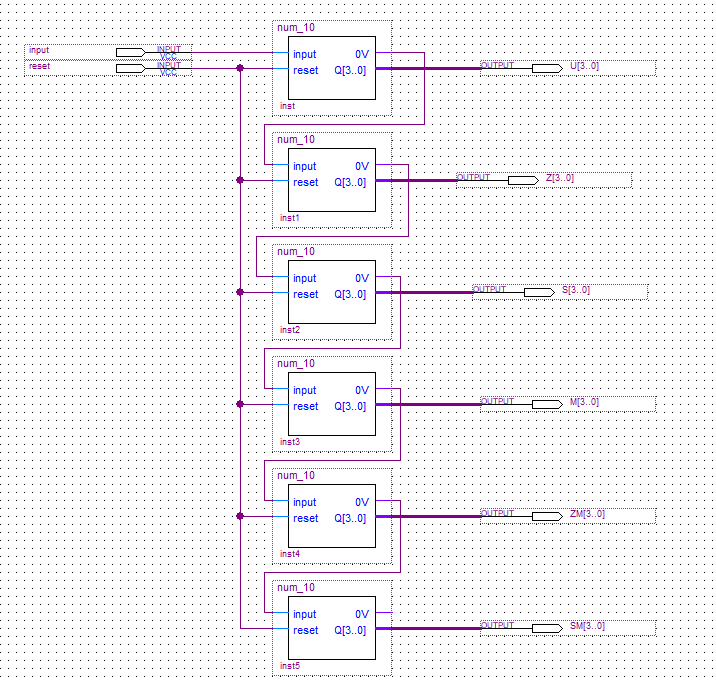 num_10
input INPUT VCC input 0V
reset INPUT VCC reset Q[3..0] OUTPUT U[3..0]
inst
num_10
input 0V
reset Q[3..0] OUTPUT Z[3..0]
inst1
num_10
input 0V
reset Q[3..0] OUTPUT S[3..0]
inst2
num_10
input 0V
reset Q[3..0] OUTPUT M[3..0]
inst3
num_10
input 0V
reset Q[3..0] OUTPUT ZM[3..0]
inst4
num_10
input 0V
reset Q[3..0] OUTPUT SM[3..0]
inst5